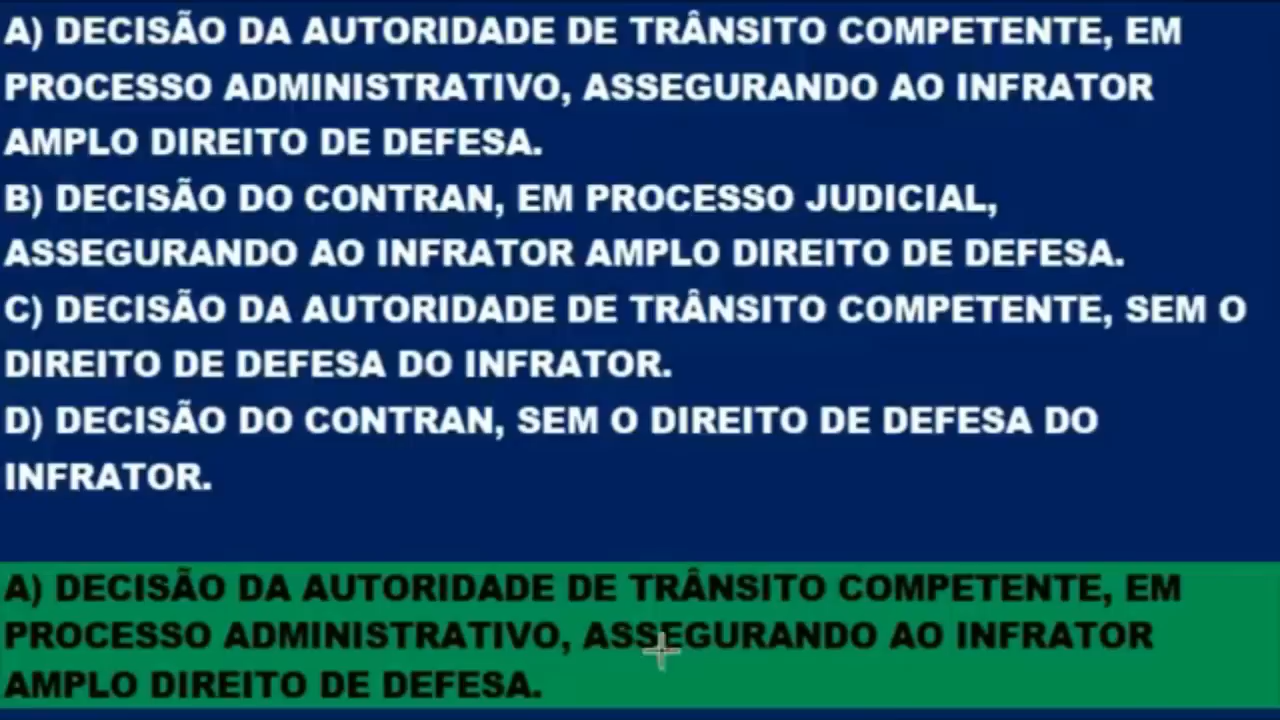 A) DECISÃO DA AUTORIDADE DE TRÂNSITO COMPETENTE, EM
PROCESSO ADMINISTRATIVO, ASSEGURANDO AO INFRATOR
AMPLO DIREITO DE DEFESA.
B) DECISÃO DO CONTRAN, EM PROCESSO JUDICIAL,
ASSEGURANDO AO INFRATOR AMPLO DIREITO DE DEFESA.
C) DECISÃO DA AUTORIDADE DE TRÂNSITO COMPETENTE, SEM O
DIREITO DE DEFESA DO INFRATOR.
D) DECISÃO DO CONTRAN, SEM O DIREITO DE DEFESA DO
INFRATOR.
A) DECISÃO DA AUTORIDADE DE TRÂNSITO COMPETENTE, EM
PROCESSO ADMINISTRATIVO, ASSEGURANDO AO INFRATOR
AMPLO DIREITO DE DEFESA.